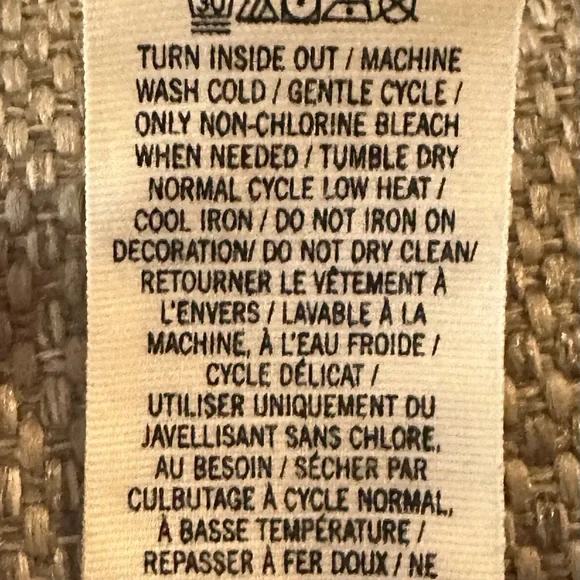 30
TURN INSIDE OUT / MACHINE
WASH COLD / GENTLE CYCLE /
ONLY NON-CHLORINE BLEACH
WHEN NEEDED / TUMBLE DRY
NORMAL CYCLE LOW HEAT /
COOL IRON / DO NOT IRON ON
DECORATION/ DO NOT DRY CLEAN/
RETOURNER LE VÊTEMENT À
L'ENVERS / LAVABLE À LA
MACHINE, À L'EAU FROIDE /
CYCLE DÉLICAT /
UTILISER UNIQUEMENT DU
JAVELLISANT SANS CHLORE,
AU BESOIN / SÉCHER PAR
CULBUTAGE À CYCLE NORMAL,
À BASSE TEMPÉRATURE /
REPASSER À FER DOUX / NE